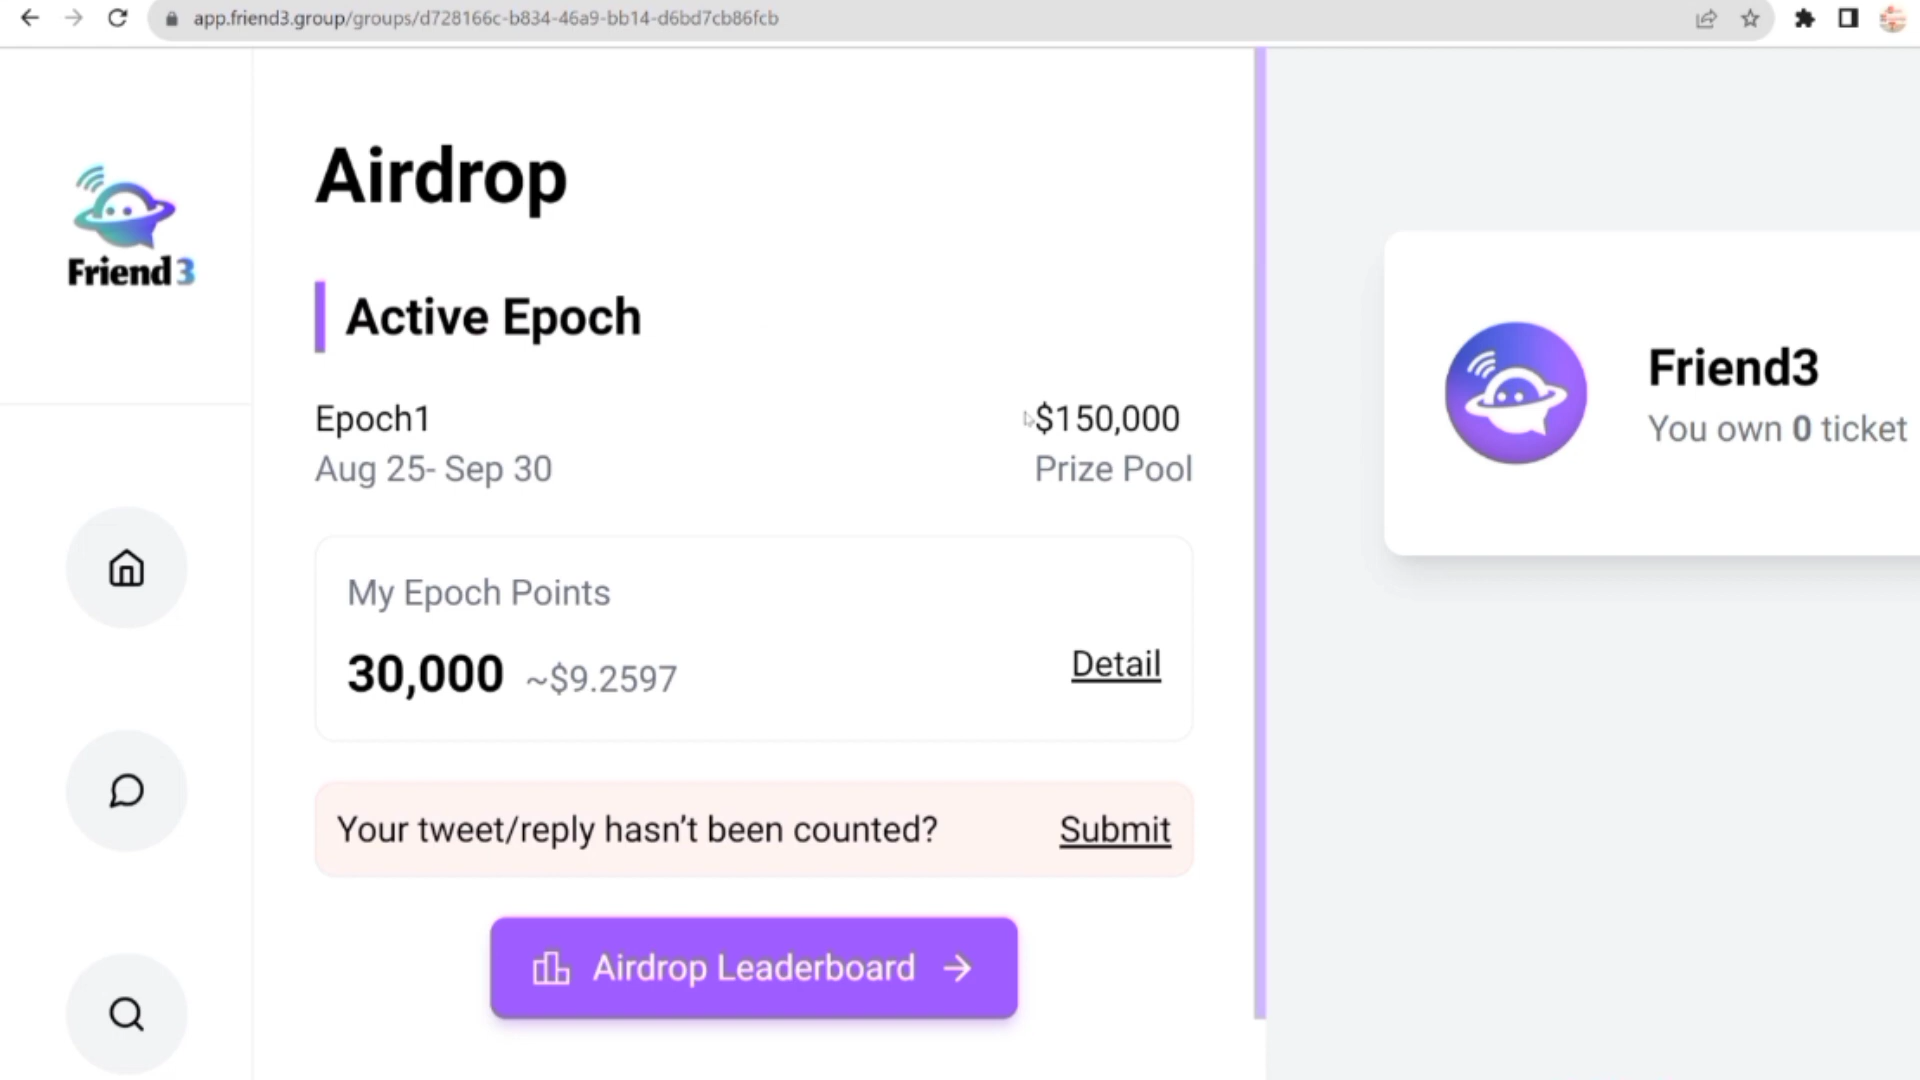 app.friend3.group/groups/d728166c-b834-46a9-bb14-d6bd7cb86fcb
Friend3
Airdrop
Active Epoch
Epoch1
$150,000
Aug 25- Sep 30
Prize Pool
My Epoch Points
30,000 ~$9.2597
Detail
Your tweet/reply hasn’t been counted?
Submit
Airdrop Leaderboard
Friend3
You own 0 ticket